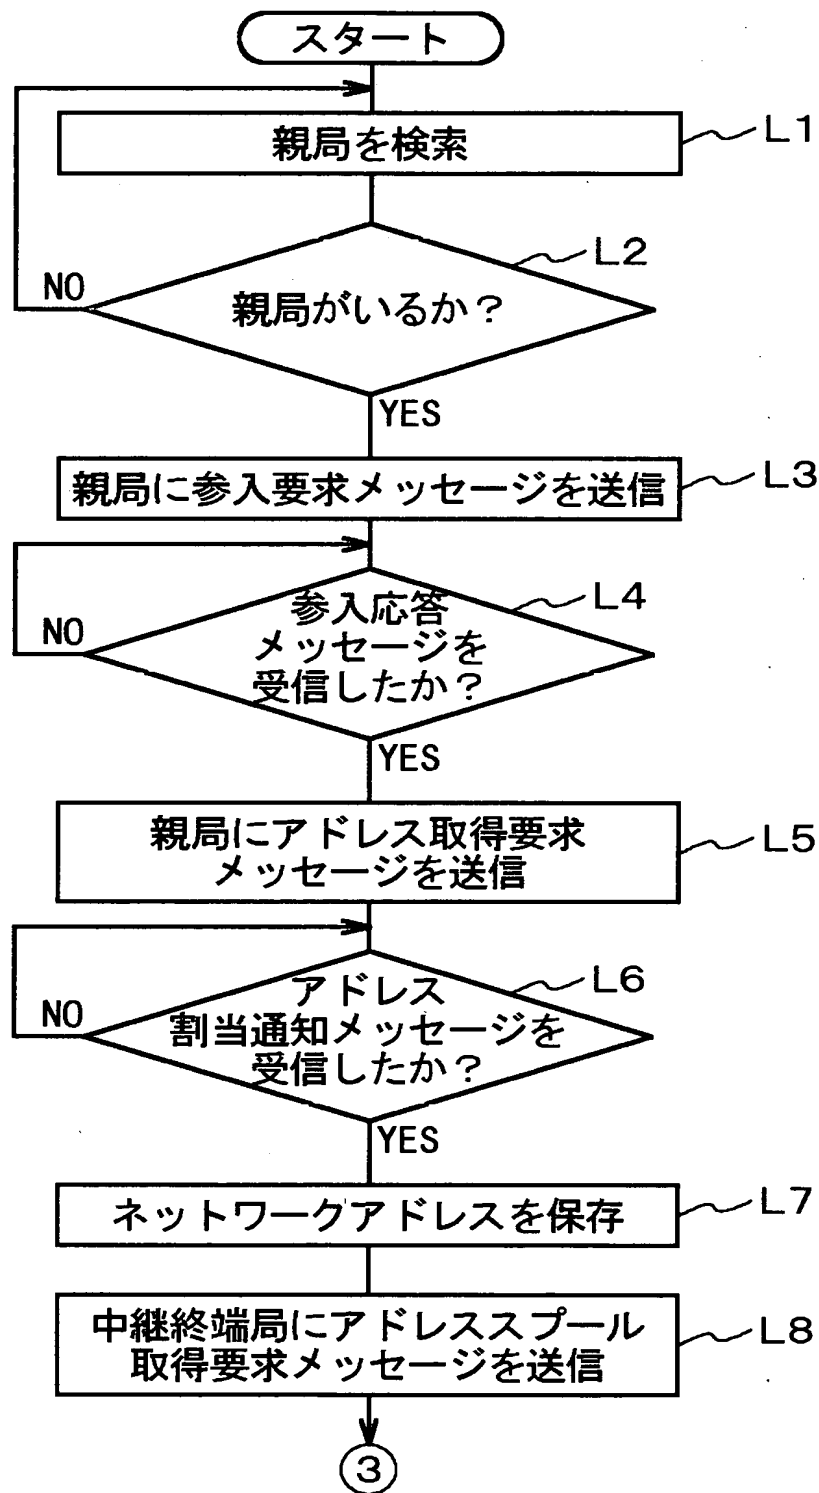 スタート
親局を検索
L1
親局がいるか？
L2
NO
YES
親局に参入要求メッセージを送信
L3
参入応答
メッセージを
受信したか？
L4
NO
YES
親局にアドレス取得要求
メッセージを送信
L5
アドレス
割当通知メッセージを
受信したか？
L6
NO
YES
ネットワークアドレスを保存
L7
中継終端局にアドレススプール
取得要求メッセージを送信
L8
3